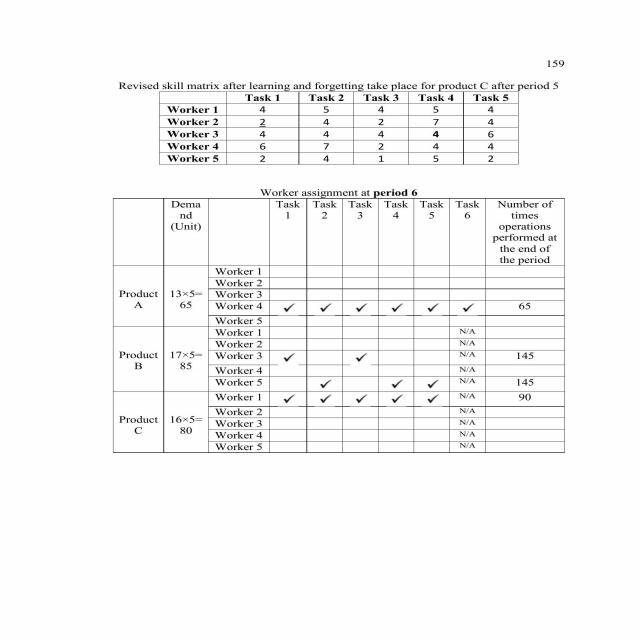 159
Revised skill matrix after learning and forgetting take place for product C after period 5
Task 1 Task 2 Task 3 Task 4 Task 5
Worker 1 4 5 4 5 4
Worker 2 2 4 2 7 4
Worker 3 4 4 4 4 6
Worker 4 6 7 2 4 4
Worker 5 2 4 1 5 2
Worker assignment at period 6
Dema Task Task Task Task Task Task Number of
nd 1 2 3 4 5 6 times
(Unit) operations
performed at
the end of
the period
Worker 1
Worker 2
Product 13×5= Worker 3
A 65 Worker 4 ✓ ✓ ✓ ✓ ✓ ✓ 65
Worker 5
Worker 1 N/A
Worker 2 N/A
Product 17×5= Worker 3 ✓ ✓ N/A 145
B 85 Worker 4 N/A
Worker 5 ✓ ✓ ✓ N/A 145
Worker 1 ✓ ✓ ✓ ✓ ✓ N/A 90
Worker 2 N/A
Product 16×5= Worker 3 N/A
C 80 Worker 4 N/A
Worker 5 N/A